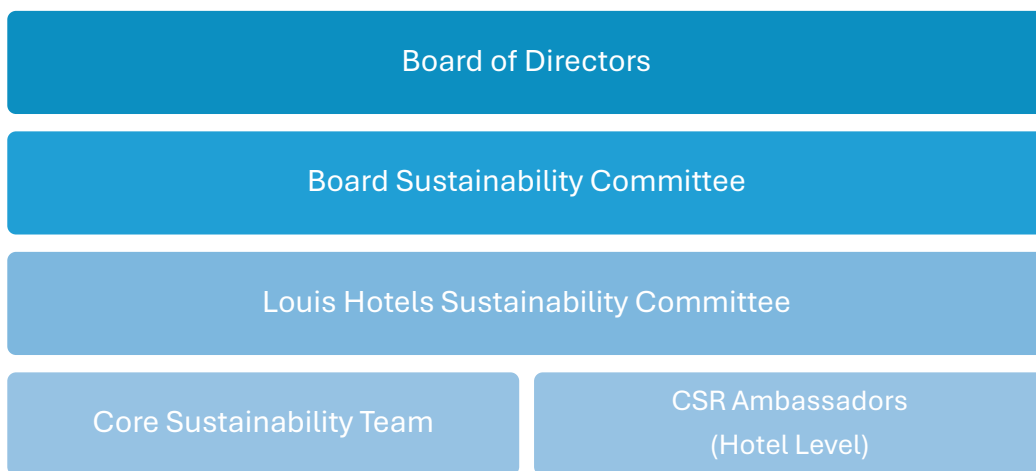 Board of Directors
Board Sustainability Committee
Louis Hotels Sustainability Committee
Core Sustainability Team
CSR Ambassadors
(Hotel Level)